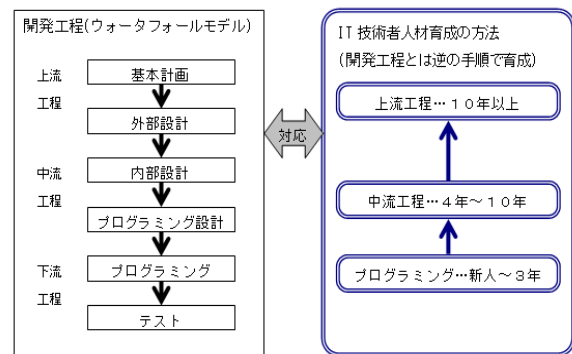 開発工程(ウォータフォールモデル)
上流
工程
基本計画
外部設計
中流
工程
内部設計
プログラミング設計
下流
工程
プログラミング
テスト
対応
IT 技術者人材育成の方法
(開発工程とは逆の手順で育成)
上流工程…１０年以上
中流工程…４年～１０年
プログラミング…新人～３年